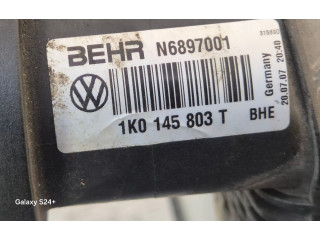 BEHR N6897001
1K0 145 803 T BHE
Germany
20.07.07 20:40
Galaxy S24+